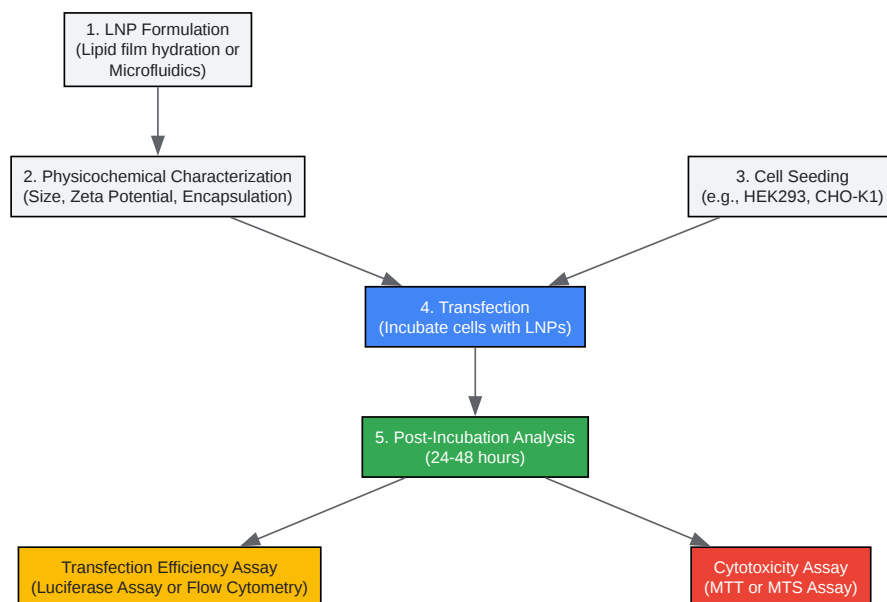 1. LNP Formulation
(Lipid film hydration or
Microfluidics)
2. Physicochemical Characterization
(Size, Zeta Potential, Encapsulation)
3. Cell Seeding
(e.g., HEK293, CHO-K1)
4. Transfection
(Incubate cells with LNPs)
5. Post-Incubation Analysis
(24-48 hours)
Transfection Efficiency Assay
(Luciferase Assay or Flow Cytometry)
Cytotoxicity Assay
(MTT or MTS Assay)